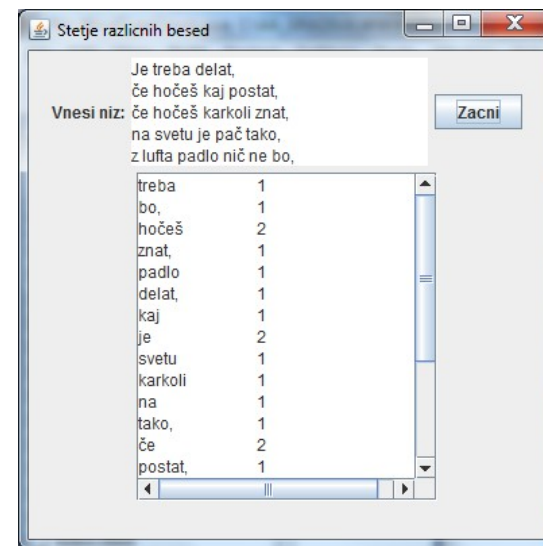 Stetje razlicnih besed
Je treba delat,
če hočeš kaj postat,
Vnesi niz: če hočeš karkoli znat, Zacni
na svetu je pač tako,
z lufta padlo nič ne bo,
treba 1
bo, 1
hočeš 2
znat, 1
padlo 1
delat, 1
kaj 1
je 2
svetu 1
karkoli 1
na 1
tako, 1
če 2
postat, 1